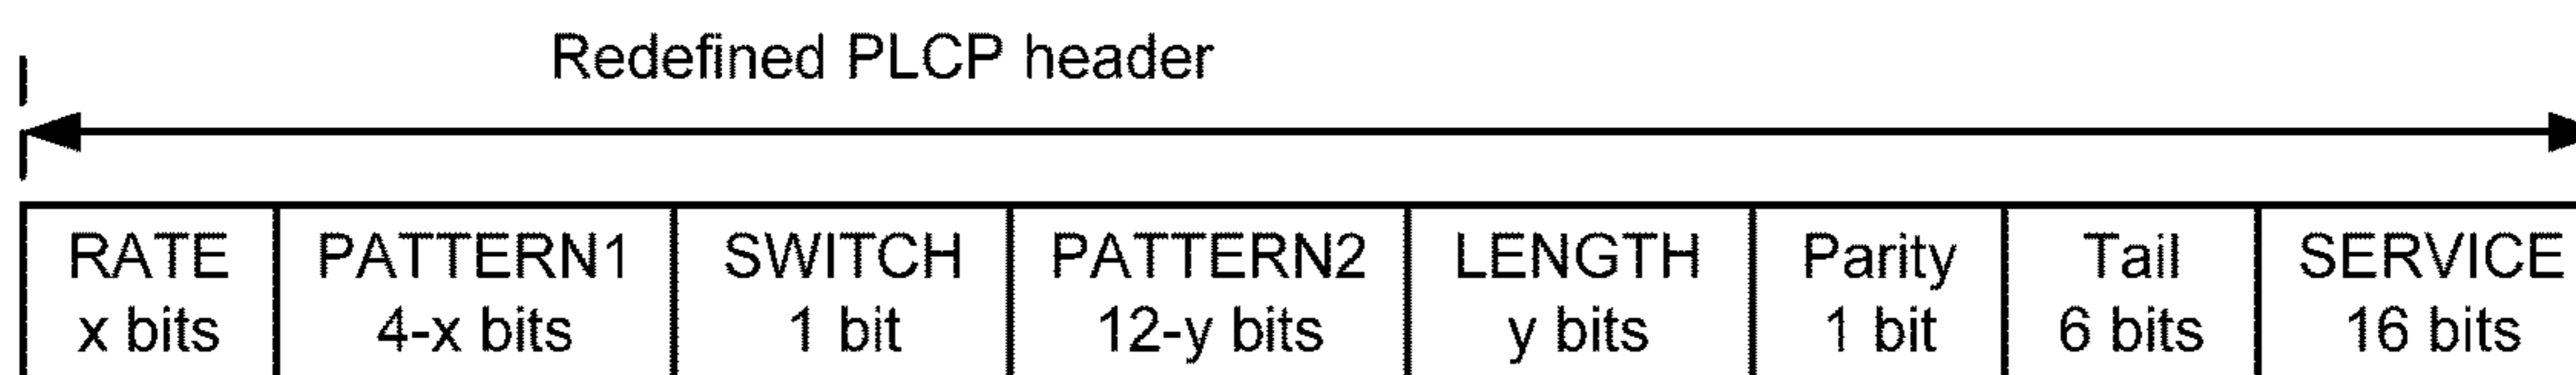 Redefined PLCP header
RATE PATTERN1 SWITCH PATTERN2 LENGTH Parity Tail SERVICE
x bits 4-x bits 1 bit 12-y bits y bits 1 bit 6 bits 16 bits